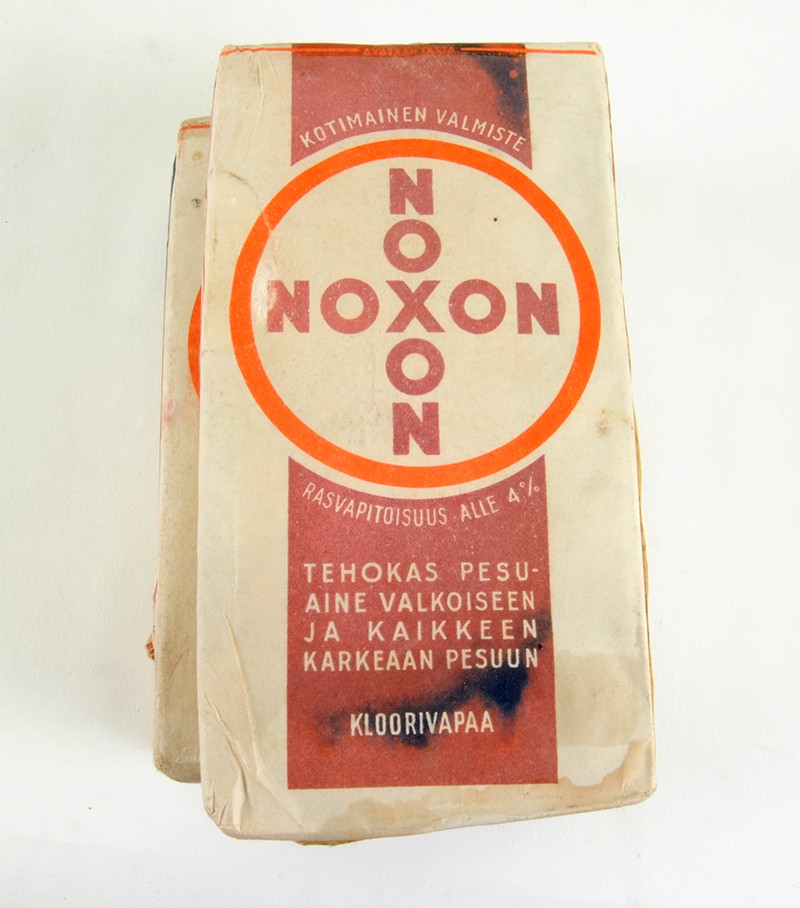 KOTIMAINEN VALMISTE
NOXON
NOXON
RASVAPITOISUUS ALLE 4%
TEHOKAS PESU-
AINE VALKOISEEN
JA KAIKKEEN
KARKEAAN PESUUN
KLOORIVAPAA